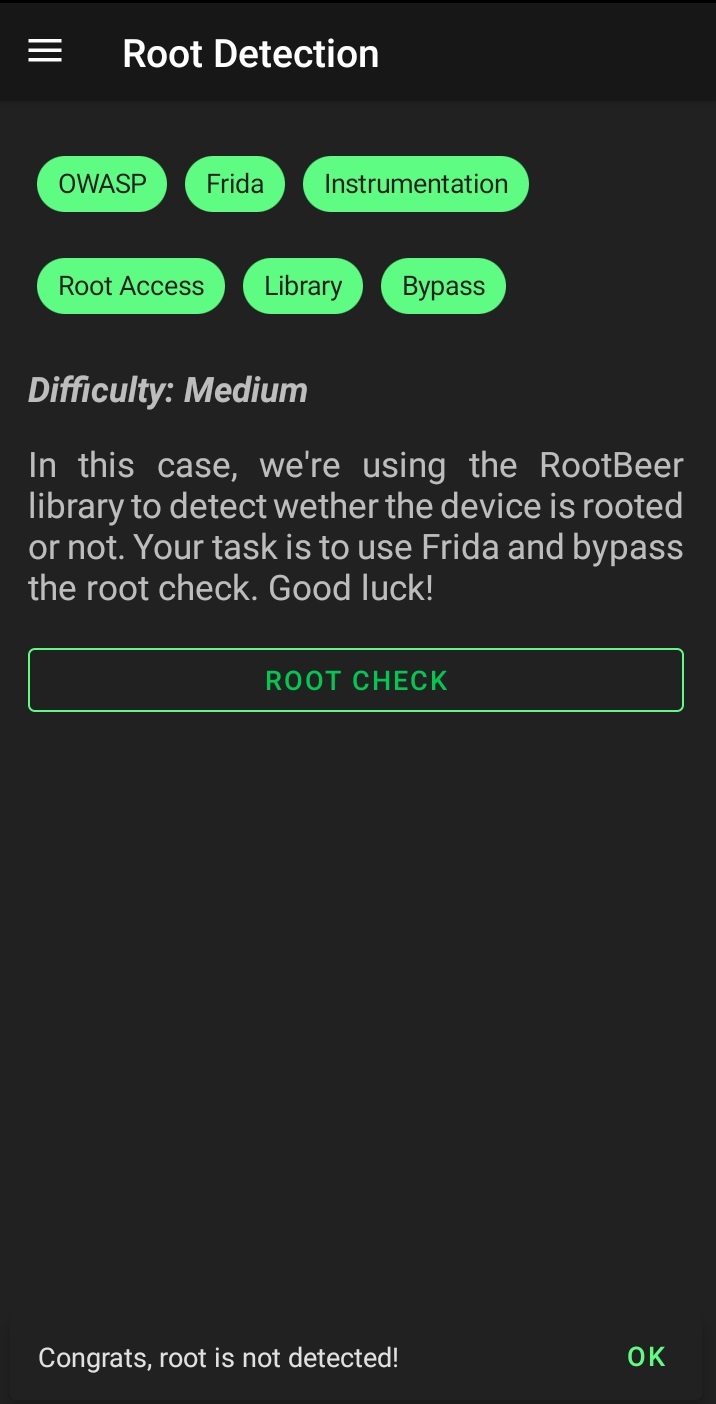 Root Detection
OWASP Frida Instrumentation
Root Access Library Bypass
Difficulty: Medium
In this case, we're using the RootBeer
library to detect wether the device is rooted
or not. Your task is to use Frida and bypass
the root check. Good luck!
ROOT CHECK
Congrats, root is not detected! OK